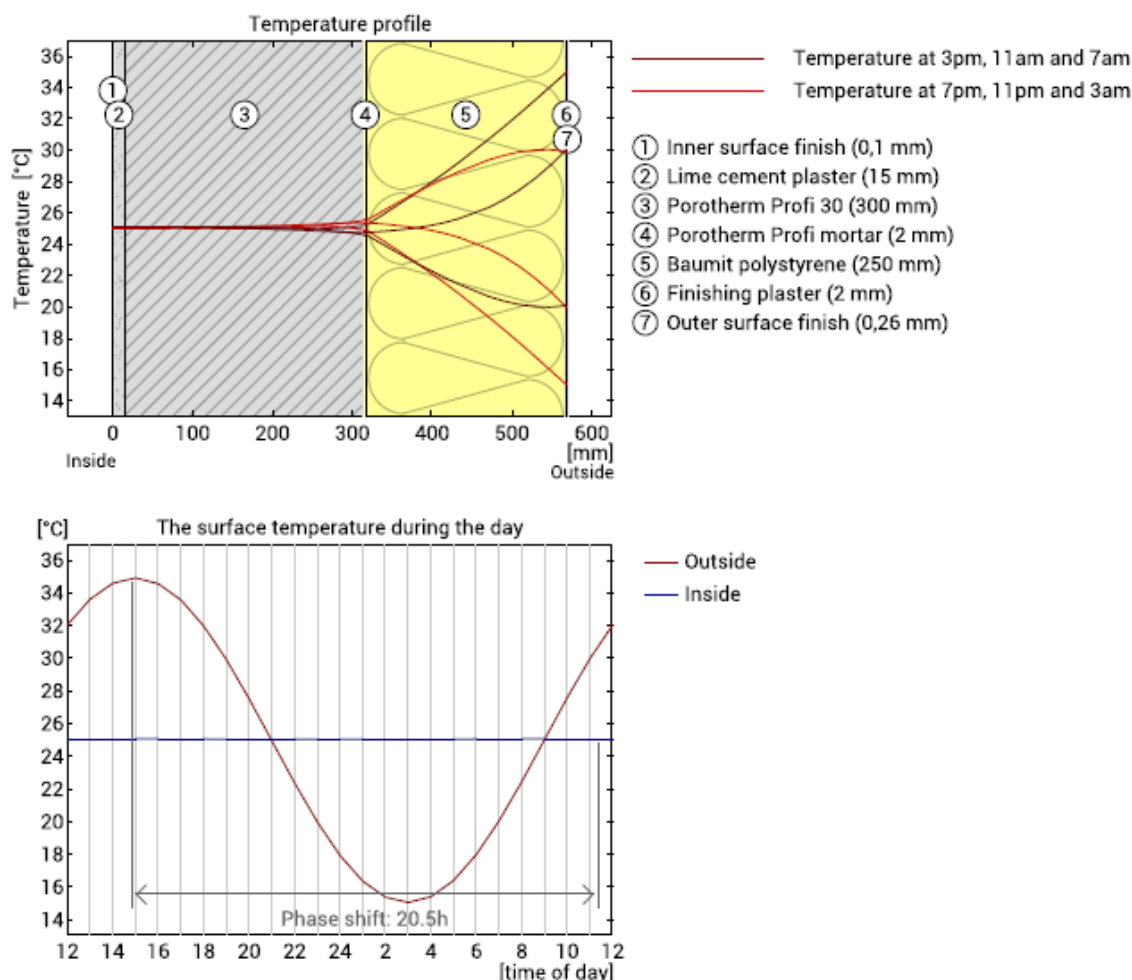 Temperature profile
Temperature [°C]
36
34
32
30
28
26
24
22
20
18
16
14
1
2
3
4
5
6
7
0 100 200 300 400 500 600
[mm]
Inside
Outside
Temperature at 3pm, 11am and 7am
Temperature at 7pm, 11pm and 3am
1 Inner surface finish (0,1 mm)
2 Lime cement plaster (15 mm)
3 Porotherm Profi 30 (300 mm)
4 Porotherm Profi mortar (2 mm)
5 Baumit polystyrene (250 mm)
6 Finishing plaster (2 mm)
7 Outer surface finish (0,26 mm)
[°C] The surface temperature during the day
36
34
32
30
28
26
24
22
20
18
16
14
Phase shift: 20.5h
12 14 16 18 20 22 24 2 4 6 8 10 12
[time of day]
Outside
Inside